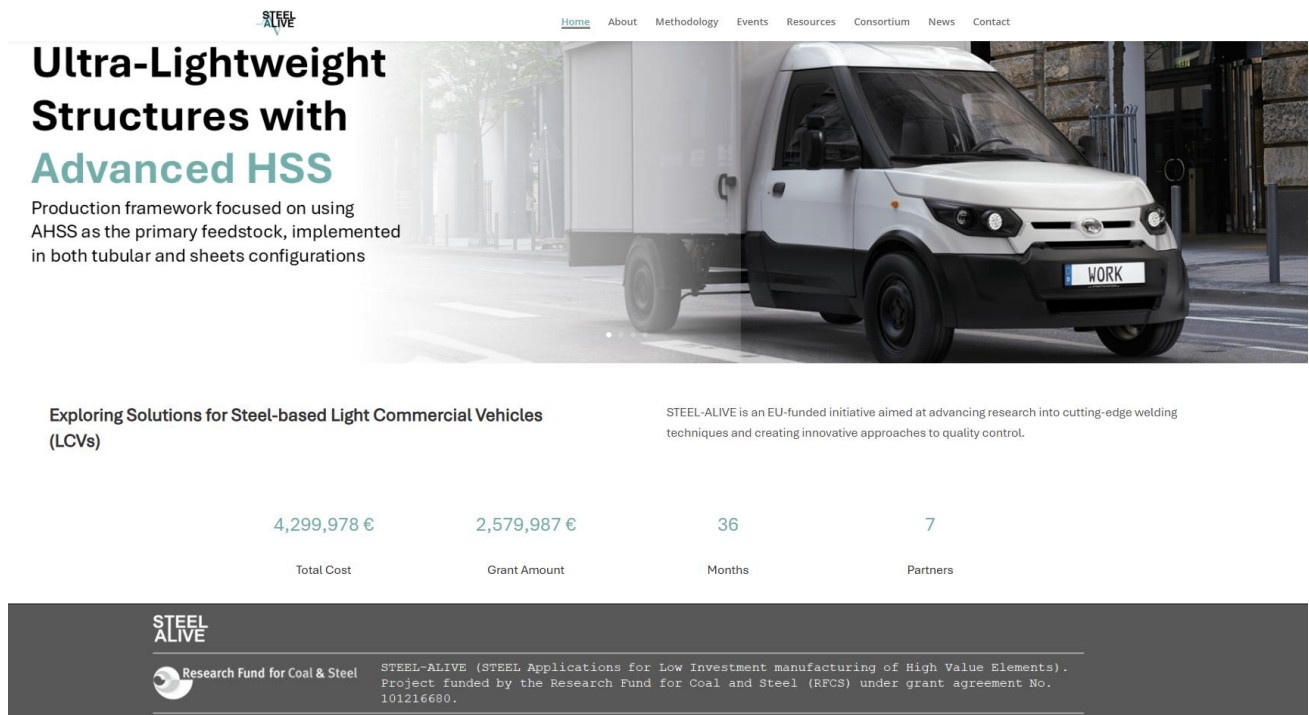 STEEL
ALIVE
Home About Methodology Events Resources Consortium News Contact
Ultra-Lightweight
Structures with
Advanced HSS
Production framework focused on using
AHSS as the primary feedstock, implemented
in both tubular and sheets configurations
WORK
Exploring Solutions for Steel-based Light Commercial Vehicles
(LCVs)
STEEL-ALIVE is an EU-funded initiative aimed at advancing research into cutting-edge welding
techniques and creating innovative approaches to quality control.
4,299,978 € 2,579,987 € 36 7
Total Cost Grant Amount Months Partners
STEEL
ALIVE
Research Fund for Coal & Steel
STEEL-ALIVE (STEEL Applications for Low Investment manufacturing of High Value Elements).
Project funded by the Research Fund for Coal and Steel (RFCS) under grant agreement No.
101216680.